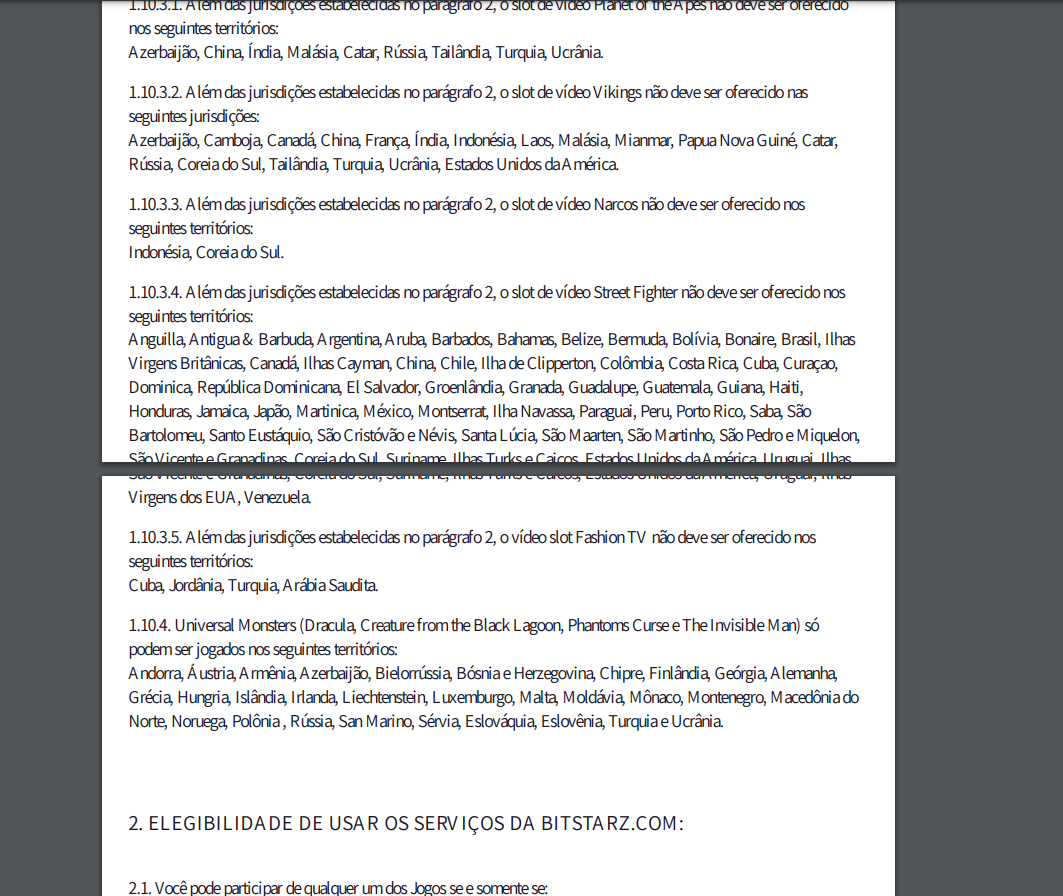 1.10.3.1. Além das jurisdições estabelecidas no parágrafo 2, o slot de vídeo Planet of the Apes não deve ser oferecido
nos seguintes territórios:
Azerbaijão, China, Índia, Malásia, Catar, Rússia, Tailândia, Turquia, Ucrânia.
1.10.3.2. Além das jurisdições estabelecidas no parágrafo 2, o slot de vídeo Vikings não deve ser oferecido nas
seguintes jurisdições:
Azerbaijão, Camboja, Canadá, China, França, Índia, Indonésia, Laos, Malásia, Mianmar, Papua Nova Guiné, Catar,
Rússia, Coreia do Sul, Tailândia, Turquia, Ucrânia, Estados Unidos da América.
1.10.3.3. Além das jurisdições estabelecidas no parágrafo 2, o slot de vídeo Narcos não deve ser oferecido nos
seguintes territórios:
Indonésia, Coreia do Sul.
1.10.3.4. Além das jurisdições estabelecidas no parágrafo 2, o slot de vídeo Street Fighter não deve ser oferecido nos
seguintes territórios:
Anguilla, Antigua & Barbuda, Argentina, Aruba, Barbados, Bahamas, Belize, Bermuda, Bolívia, Bonaire, Brasil, Ilhas
Virgens Britânicas, Canadá, Ilhas Cayman, China, Chile, Ilha de Clipperton, Colômbia, Costa Rica, Cuba, Curaçao,
Dominica, República Dominicana, El Salvador, Groenlândia, Granada, Guadalupe, Guatemala, Guiana, Haiti,
Honduras, Jamaica, Japão, Martinica, México, Montserrat, Ilha Navassa, Paraguai, Peru, Porto Rico, Saba, São
Bartolomeu, Santo Eustáquio, São Cristóvão e Névis, Santa Lúcia, São Maarten, São Martinho, São Pedro e Miquelon,
São Vicente e Granadinas, Coreia do Sul, Suriname, Ilhas Turks e Caicos, Estados Unidos da América, Uruguai, Ilhas
Virgens dos EUA, Venezuela.
1.10.3.5. Além das jurisdições estabelecidas no parágrafo 2, o vídeo slot Fashion TV não deve ser oferecido nos
seguintes territórios:
Cuba, Jordânia, Turquia, Arábia Saudita.
1.10.4. Universal Monsters (Dracula, Creature from the Black Lagoon, Phantoms Curse e The Invisible Man) só
podem ser jogados nos seguintes territórios:
Andorra, Áustria, Armênia, Azerbaijão, Bielorrússia, Bósnia e Herzegovina, Chipre, Finlândia, Geórgia, Alemanha,
Grécia, Hungria, Islândia, Irlanda, Liechtenstein, Luxemburgo, Malta, Moldávia, Mônaco, Montenegro, Macedônia do
Norte, Noruega, Polônia , Rússia, San Marino, Sérvia, Eslováquia, Eslovênia, Turquia e Ucrânia.
2. ELEGIBILIDADE DE USAR OS SERVIÇOS DA BITSTARZ.COM:
2.1. Você pode participar de qualquer um dos Jogos se e somente se: